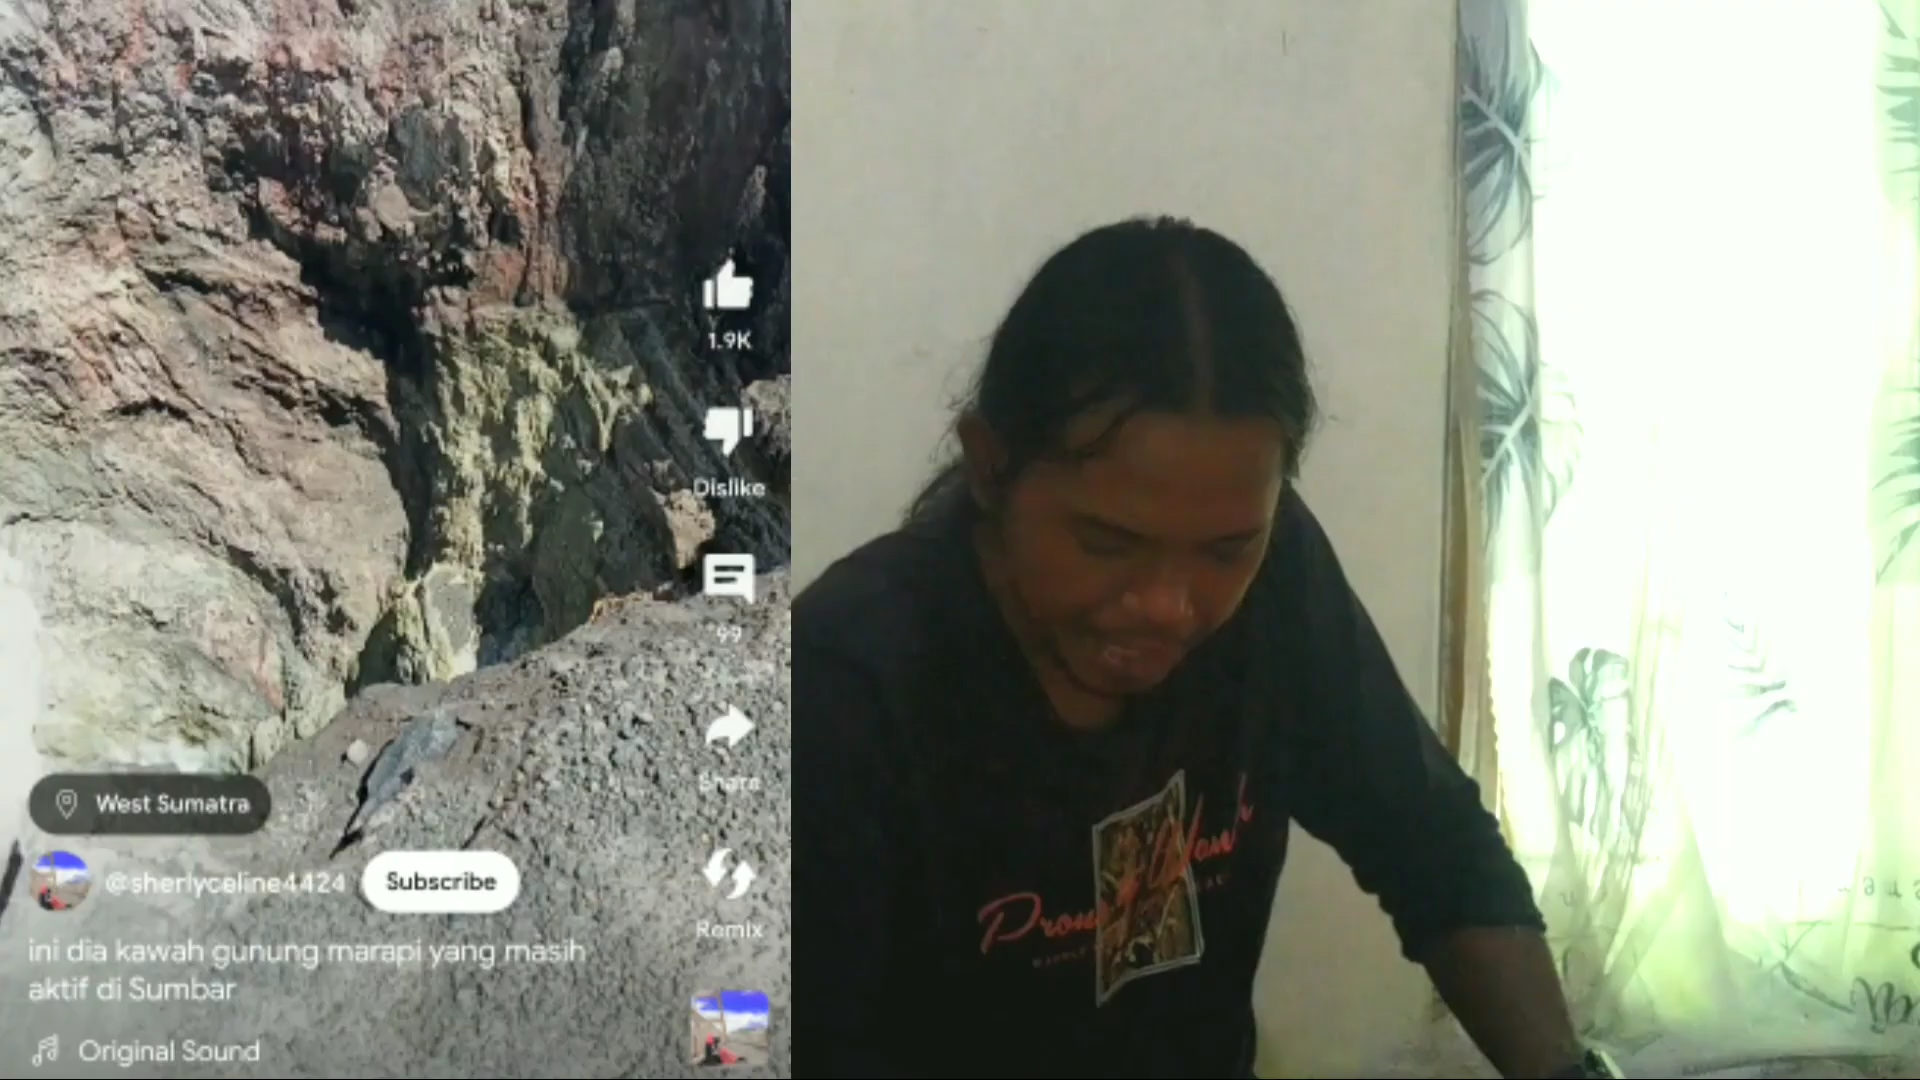 1.9K
Dislike
99
Share
West Sumatra
@sherlyceline4424 Subscribe
Remix
ini dia kawah gunung marapi yang masih
aktif di Sumbar
Original Sound